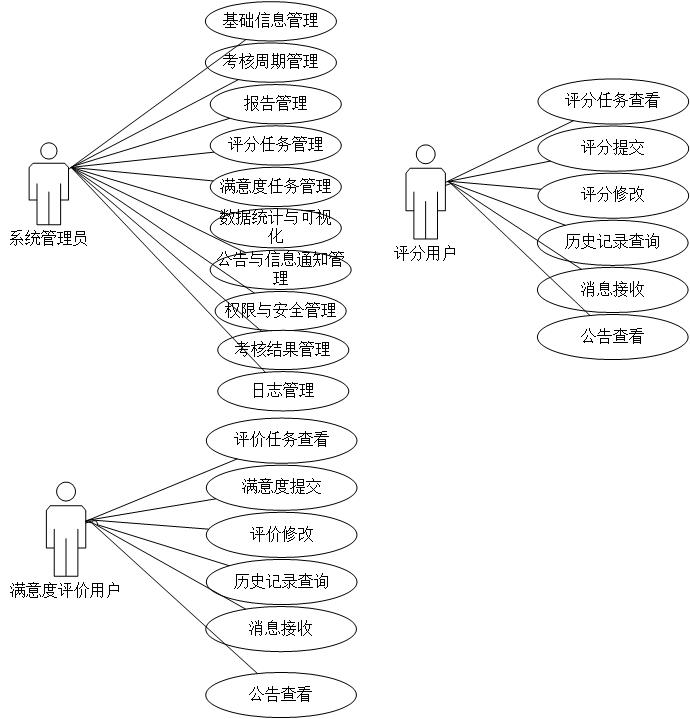 基础信息管理
考核周期管理
报告管理
评分任务管理
满意度任务管理
数据统计与可视
化
公告与信息通知管
理
权限与安全管理
考核结果管理
日志管理
系统管理员
评分任务查看
评分提交
评分修改
历史记录查询
消息接收
公告查看
评分用户
评价任务查看
满意度提交
评价修改
历史记录查询
消息接收
公告查看
满意度评价用户